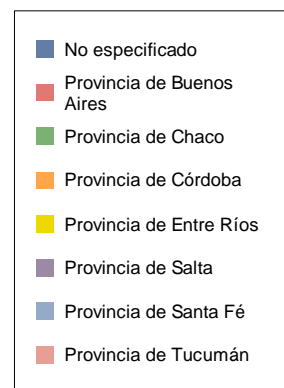 No especificado
Provincia de Buenos
Aires
Provincia de Chaco
Provincia de Córdoba
Provincia de Entre Ríos
Provincia de Salta
Provincia de Santa Fé
Provincia de Tucumán